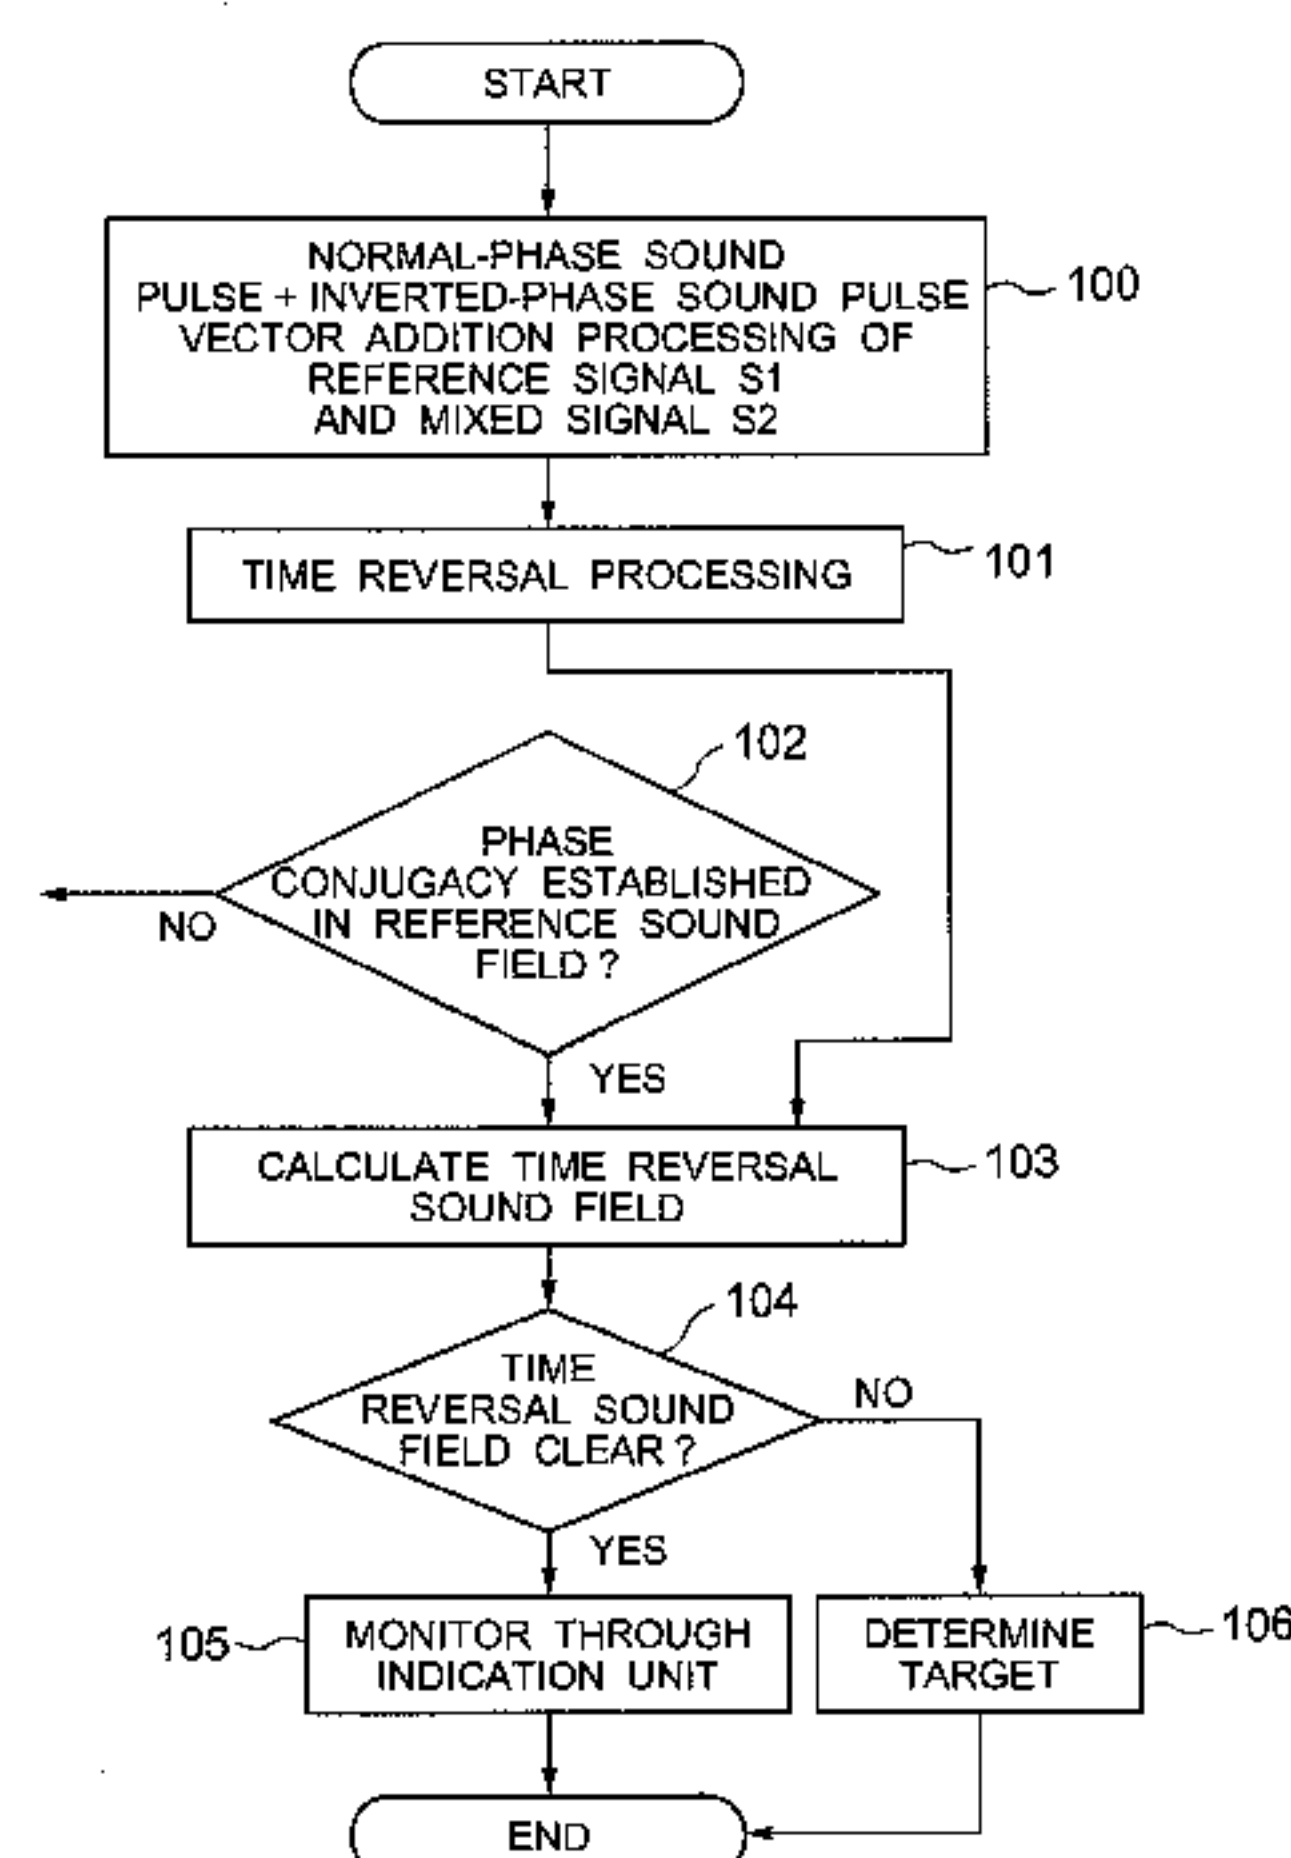 START
NORMAL-PHASE SOUND
PULSE + INVERTED-PHASE SOUND PULSE
VECTOR ADDITION PROCESSING OF
REFERENCE SIGNAL S1
AND MIXED SIGNAL S2
100
TIME REVERSAL PROCESSING
101
102
PHASE
CONJUGACY ESTABLISHED
IN REFERENCE SOUND
FIELD ?
NO
YES
CALCULATE TIME REVERSAL
SOUND FIELD
103
104
TIME
REVERSAL SOUND
FIELD CLEAR ?
NO
YES
105
MONITOR THROUGH
INDICATION UNIT
DETERMINE
TARGET
106
END